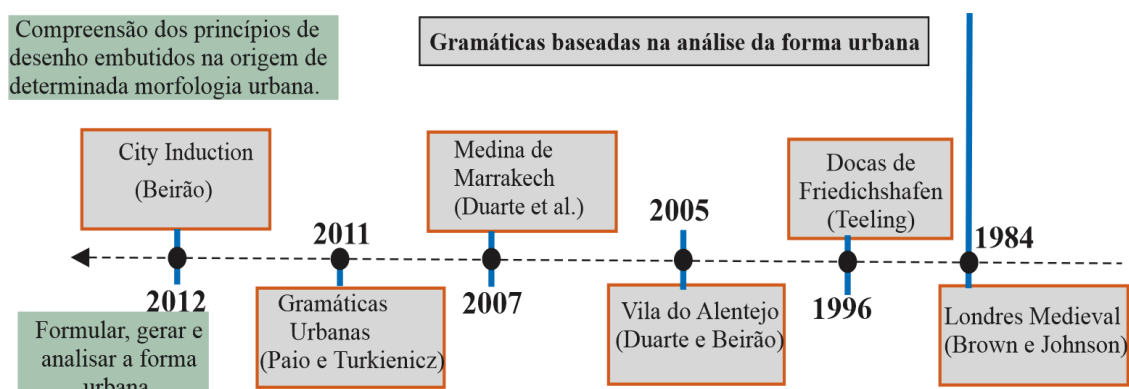 Compreensão dos princípios de
desenho embutidos na origem de
determinada morfologia urbana.
Gramáticas baseadas na análise da forma urbana
City Induction
(Beirão)
2012
Formular, gerar e
analisar a forma
urbana
2011
Gramáticas
Urbanas
(Paio e Turkienicz)
Medina de
Marrakech
(Duarte et al.)
2007
2005
Vila do Alentejo
(Duarte e Beirão)
Docas de
Friedichshafen
(Teeling)
1996
1984
Londres Medieval
(Brown e Johnson)